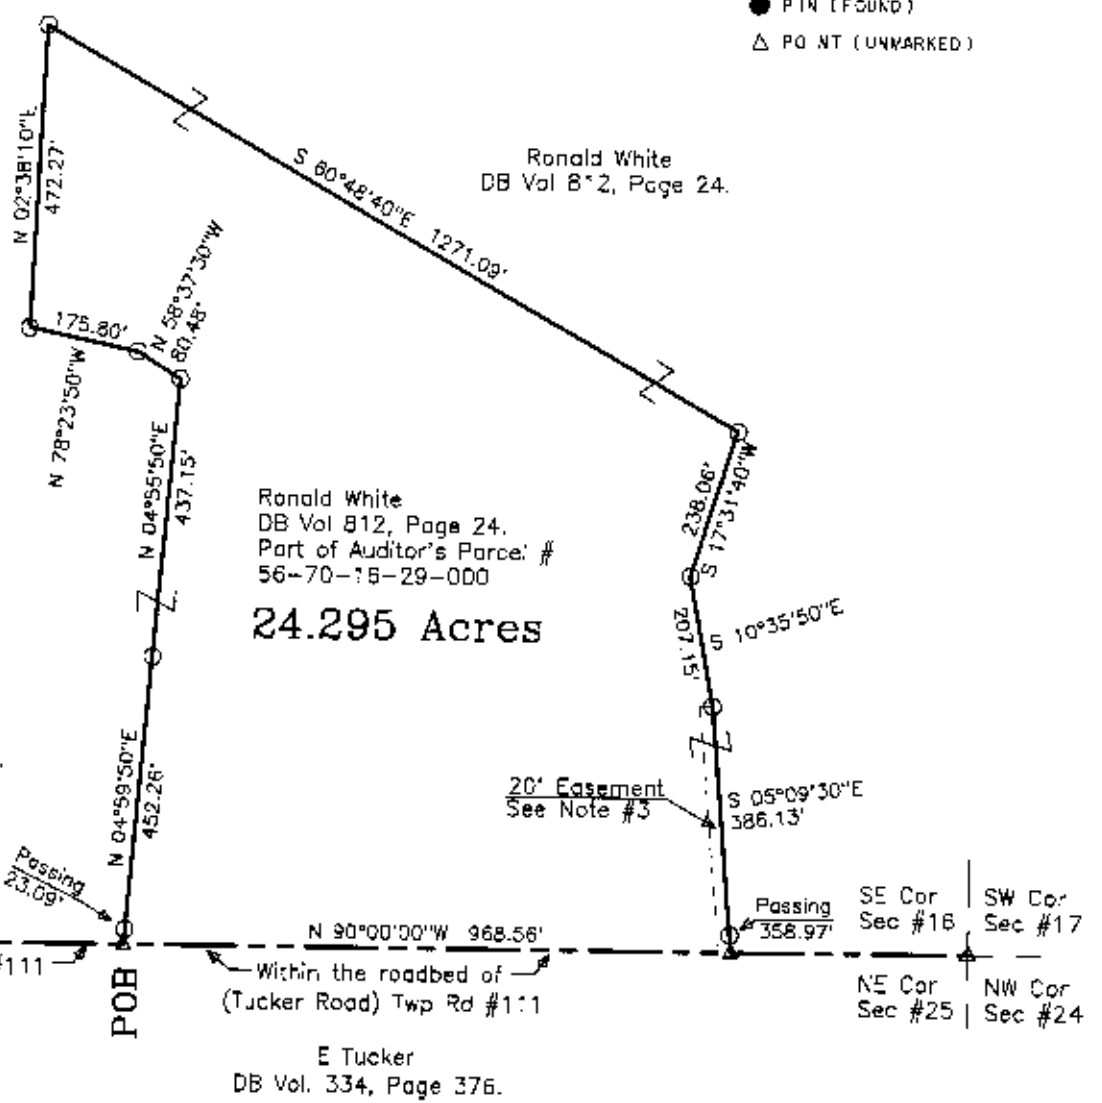 PIN (FOUND)
POINT (UNMARKED)
N 02°38'10"E
472.27'
S 60°48'40"E 1271.09'
Ronald White
DB Vol 812, Page 24.
175.80'
N 58°37'30"W
80.48'
N 78°23'50"W
N 04°55'50"E
437.15'
Ronald White
DB Vol 812, Page 24.
Part of Auditor's Parcel #
56-70-15-29-000
24.295 Acres
238.06'
S 17°31'40"W
207.15'
S 10°35'50"E
N 04°59'50"E
452.26'
20' Easement
See Note #3
S 05°09'30"E
386.13'
Passing
23.09'
Passing
358.97'
SE Cor
Sec #16
SW Cor
Sec #17
N 90°00'00"W 968.56'
#111
POB
Within the roadbed of
(Tucker Road) Twp Rd #111
NE Cor
Sec #25
NW Cor
Sec #24
E Tucker
DB Vol. 334, Page 376.